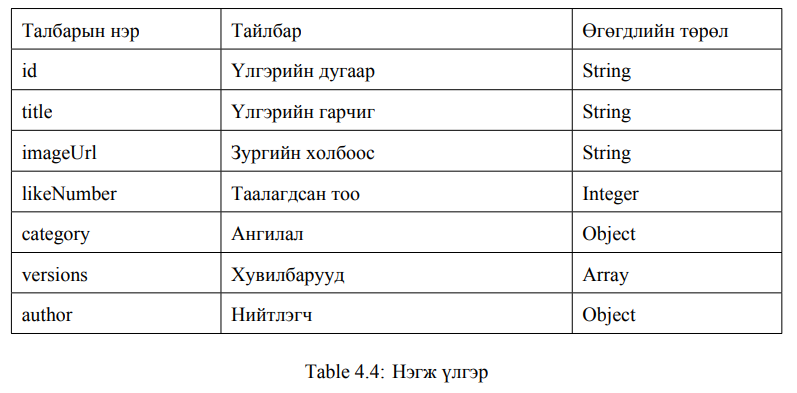 Талбарын нэр Тайлбар Өгөгдлийн төрөл
id Үлгэрийн дугаар String
title Үлгэрийн гарчиг String
imageUrl Зургийн холбоос String
likeNumber Таалагдсан тоо Integer
category Ангилал Object
versions Хувилбарууд Array
author Нийтлэгч Object
Table 4.4: Нэгж үлгэр